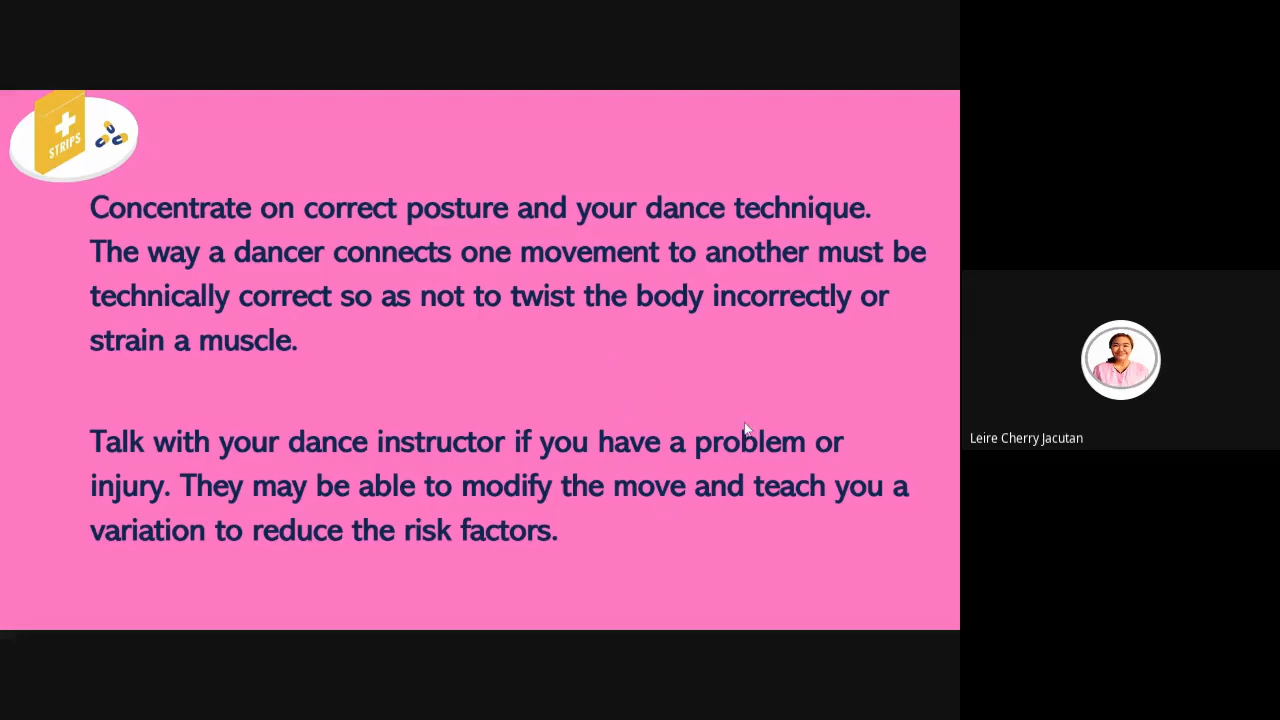 STRIPS
Concentrate on correct posture and your dance technique.
The way a dancer connects one movement to another must be
technically correct so as not to twist the body incorrectly or
strain a muscle.
Talk with your dance instructor if you have a problem or
injury. They may be able to modify the move and teach you a
variation to reduce the risk factors.
Leire Cherry Jacutan